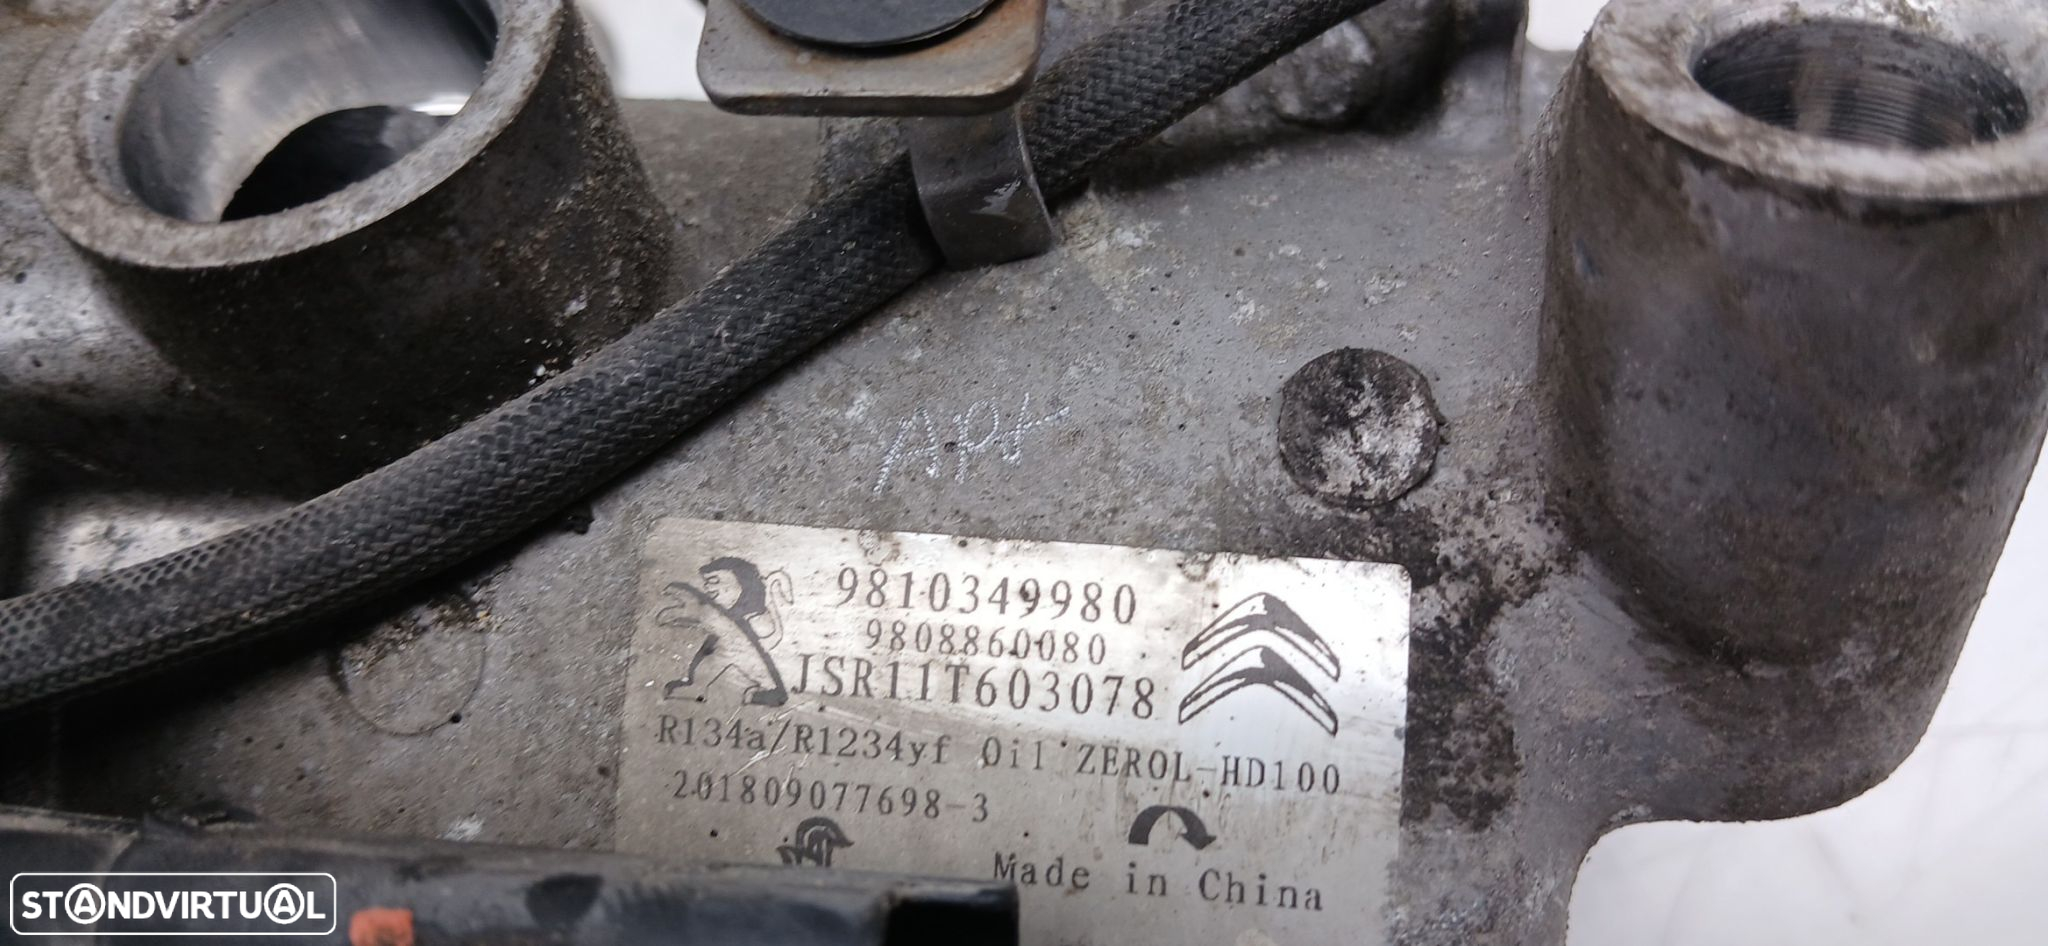 9810349980
9808860080
JSR11T603078
R134a/R1234yf Oil ZEROL-HD100
201809077698-3
Made in China
STANDVIRTUAL